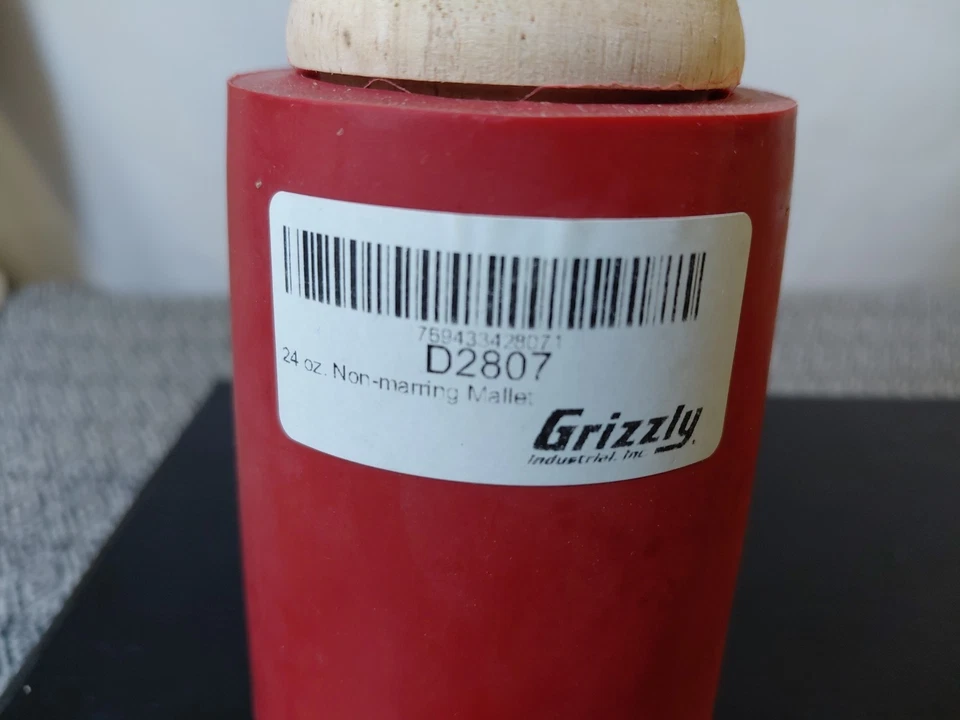 759433428071
D2807
24 oz. Non-marring Mallet
Grizzly
Industrial, Inc